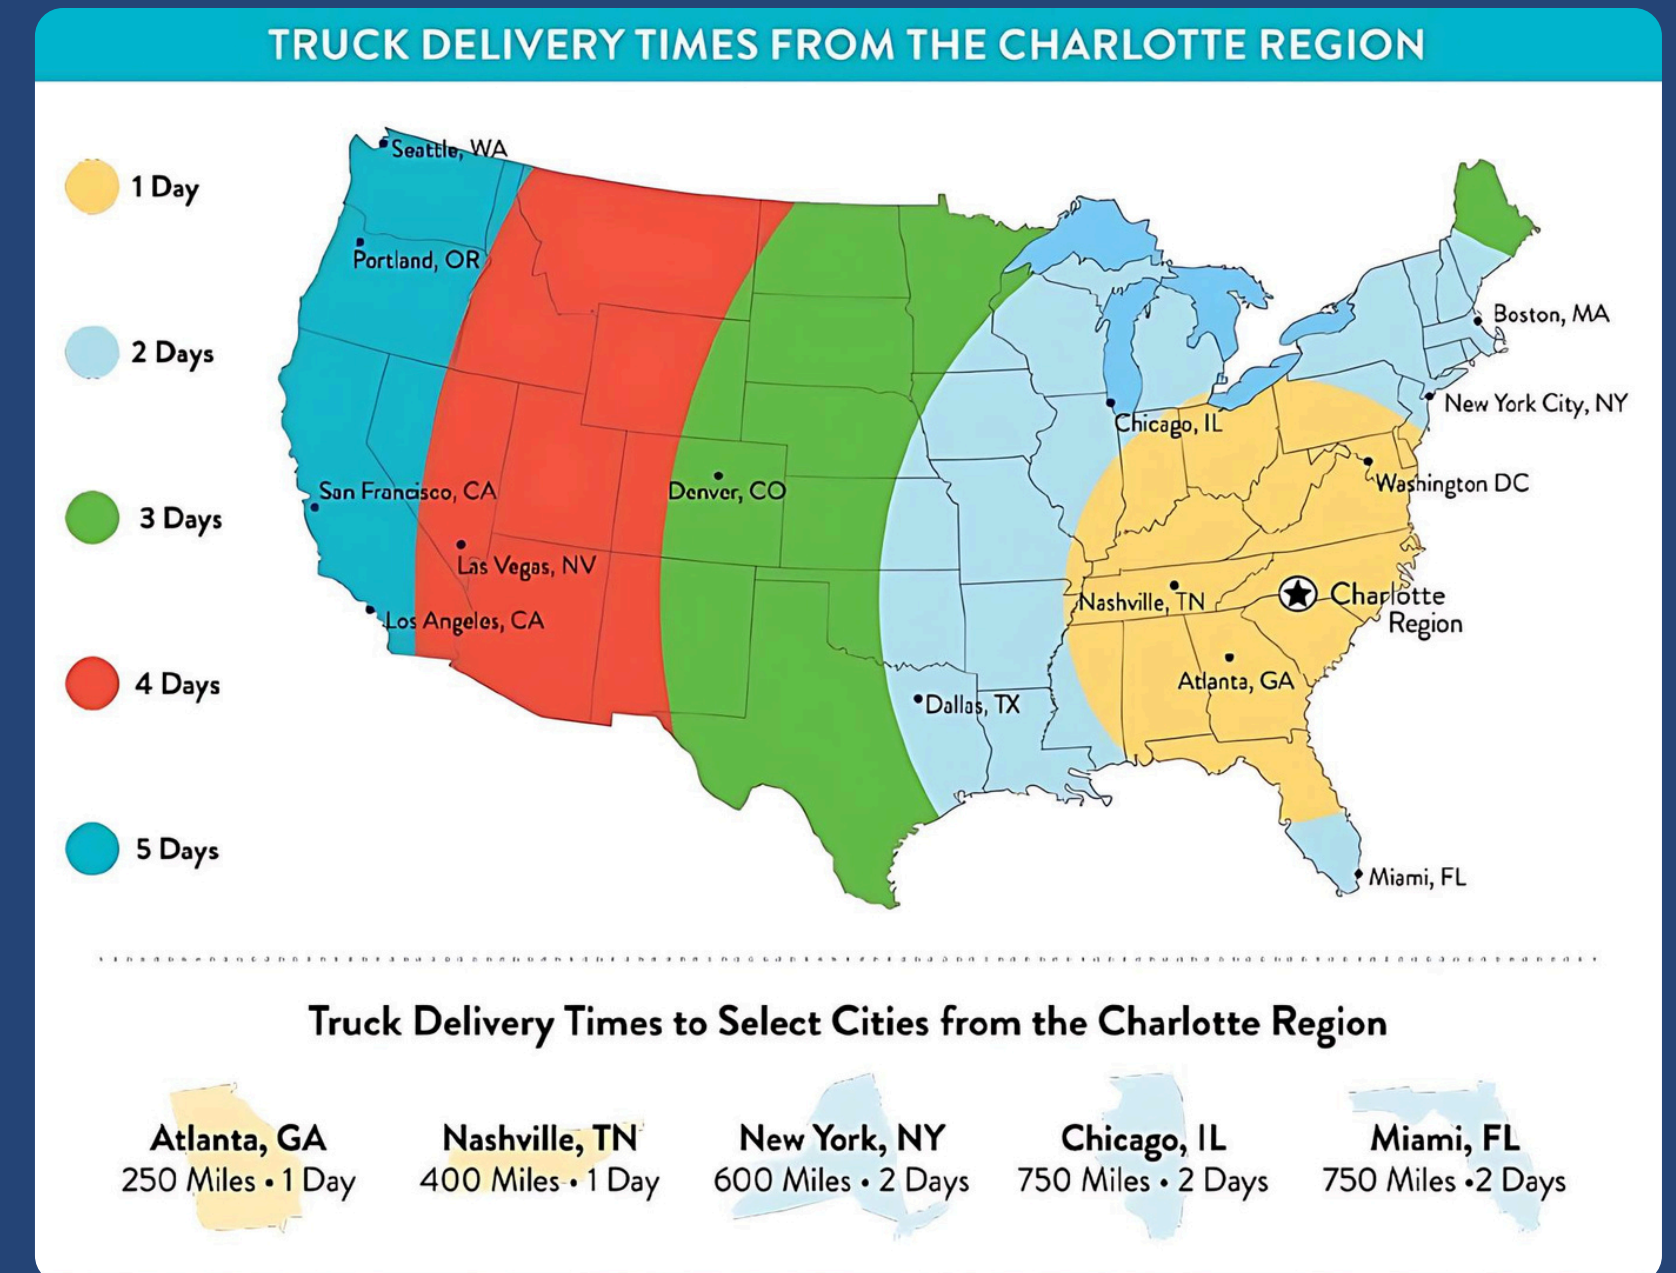 TRUCK DELIVERY TIMES FROM THE CHARLOTTE REGION
1 Day
2 Days
3 Days
4 Days
5 Days
Seattle, WA
Portland, OR
San Francisco, CA
Las Vegas, NV
Los Angeles, CA
Denver, CO
Dallas, TX
Chicago, IL
Nashville, TN
Atlanta, GA
Boston, MA
New York City, NY
Washington DC
Charlotte
Region
Miami, FL
Truck Delivery Times to Select Cities from the Charlotte Region
Atlanta, GA
250 Miles • 1 Day
Nashville, TN
400 Miles • 1 Day
New York, NY
600 Miles • 2 Days
Chicago, IL
750 Miles • 2 Days
Miami, FL
750 Miles •2 Days